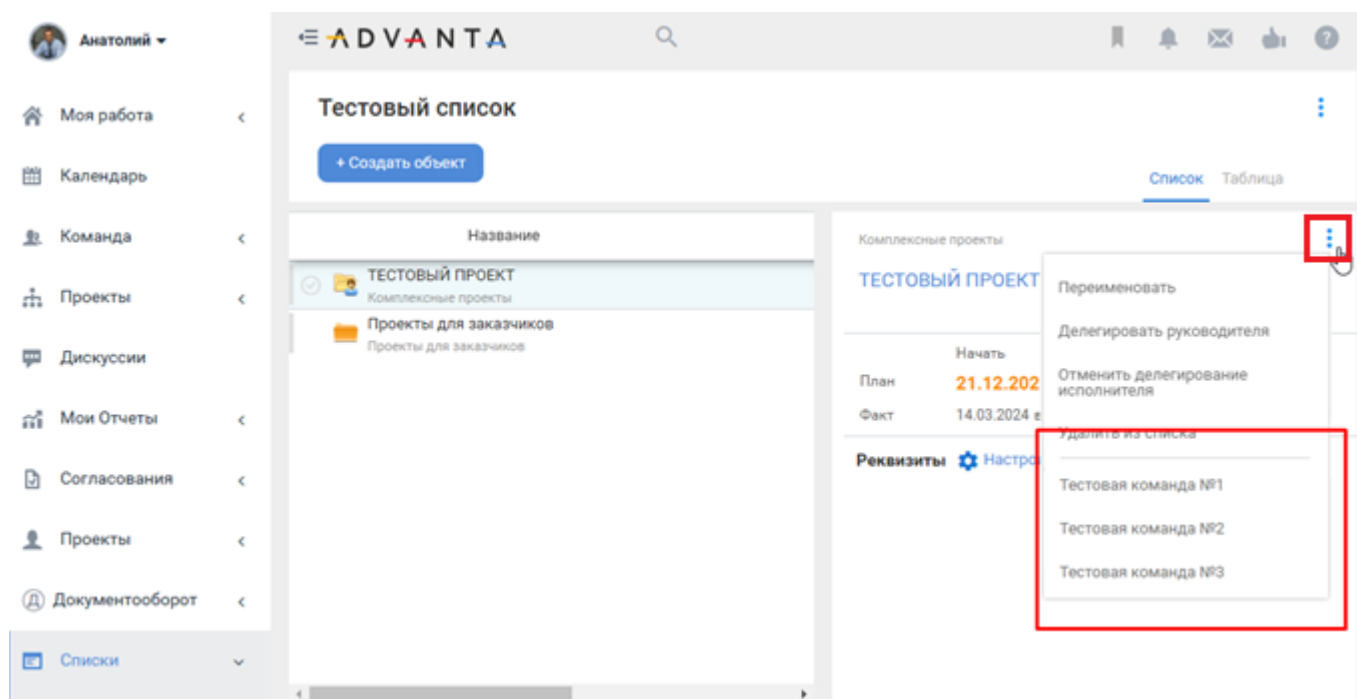 Анатолий
ADVANTA
Моя работа
Календарь
Команда
Проекты
Дискуссии
Мои Отчеты
Согласования
Проекты
Документооборот
Списки
Тестовый список
+ Создать объект
Список Таблица
Название
ТЕСТОВЫЙ ПРОЕКТ
Комплексные проекты
Проекты для заказчиков
Проекты для заказчиков
Комплексные проекты
ТЕСТОВЫЙ ПРОЕКТ
Начать
План 21.12.202
Факт 14.03.2024 в
Реквизиты Настро
Переименовать
Делегировать руководителя
Отменить делегирование
исполнителя
Удалить из списка
Тестовая команда №1
Тестовая команда №2
Тестовая команда №3